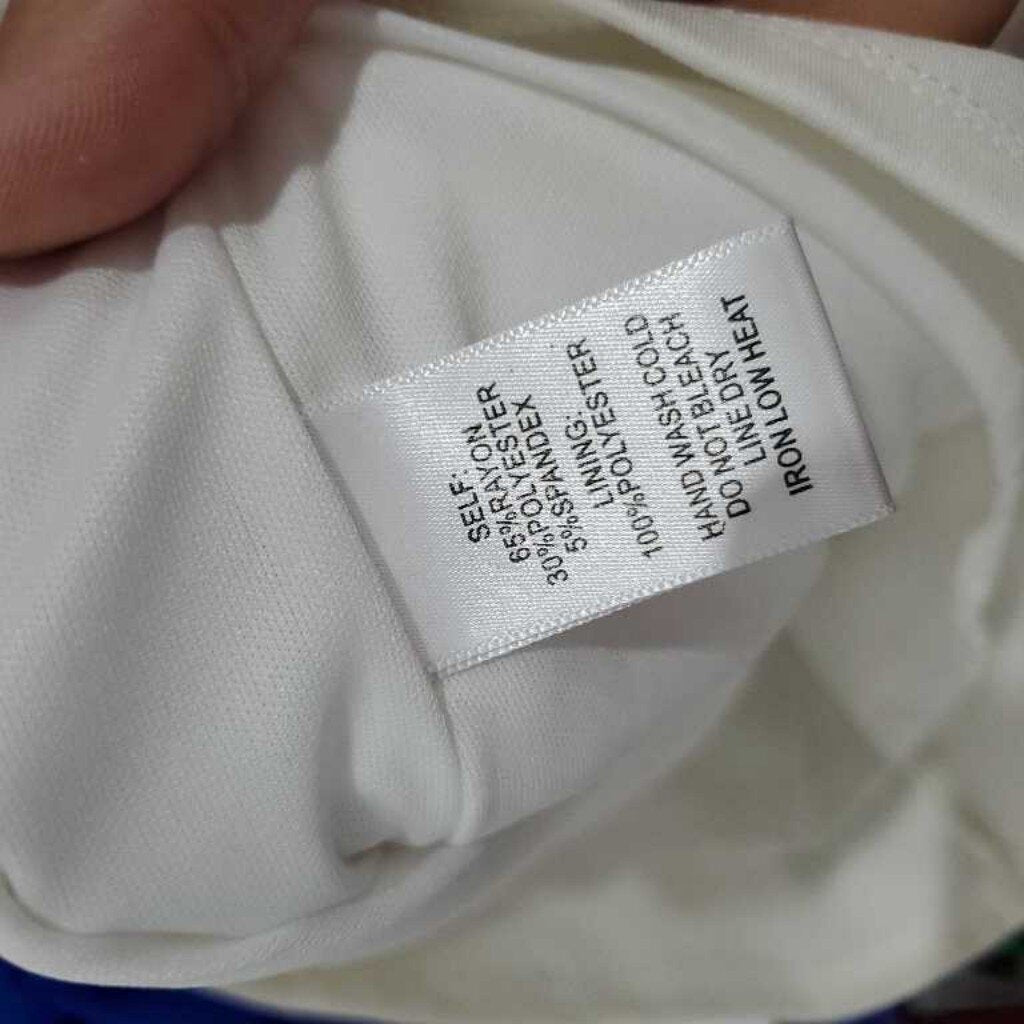 SELF:
65%RAYON
30%POLYESTER
5%SPANDEX
LINING:
100%POLYESTER
HAND WASH COLD
DO NOT BLEACH
LINE DRY
IRON LOW HEAT